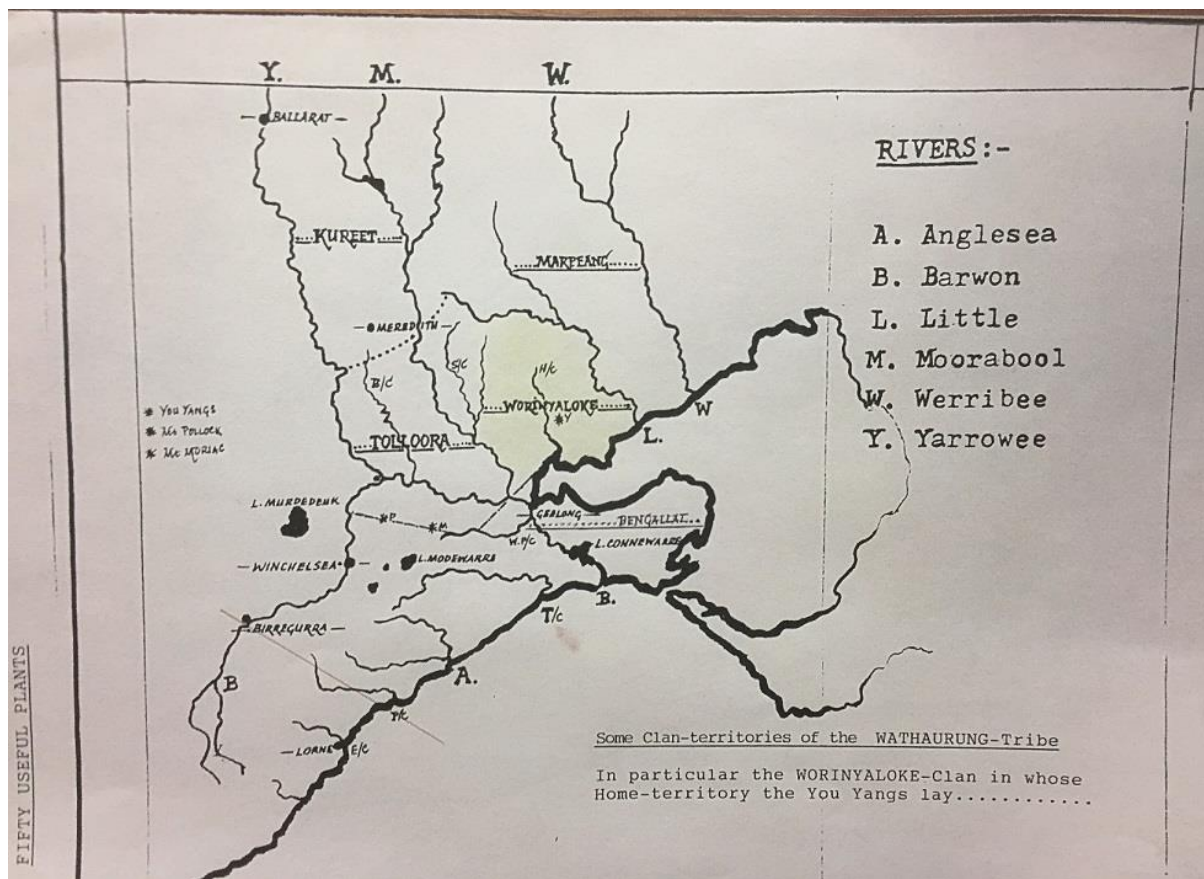 Y. M. W.
—BALLARAT—
RIVERS:-
....KUREET....
A. Anglesea
....MARPEANG....
B. Barwon
L. Little
—MEREDITH—
M. Moorabool
S/C
H/C
B/C
W. Werribee
W
....WORINYALOKE....
* YOU YANGS
*Y
L.
Y. Yarrowee
* Mt POLLOCK
....TOLLOORA....
* Mt MORIAC
L. MURDEDUK
*P
*M
—GEELONG—
BENGALLAT..
W.P/C
L. CONNEWARRE
—WINCHELSEA—
L. MODEWARRE
B.
T/C
—BIRREGURRA—
A.
B
P/C
—LORNE
E/C
Some Clan-territories of the WATHAURUNG-Tribe
In particular the WORINYALOKE-Clan in whose
Home-territory the You Yangs lay............
FIFTY USEFUL PLANTS